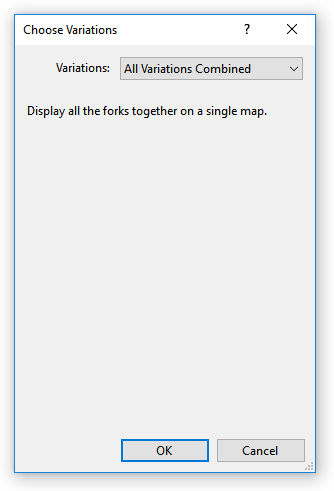 Choose Variations
?
Variations:
All Variations Combined
Display all the forks together on a single map.
OK
Cancel